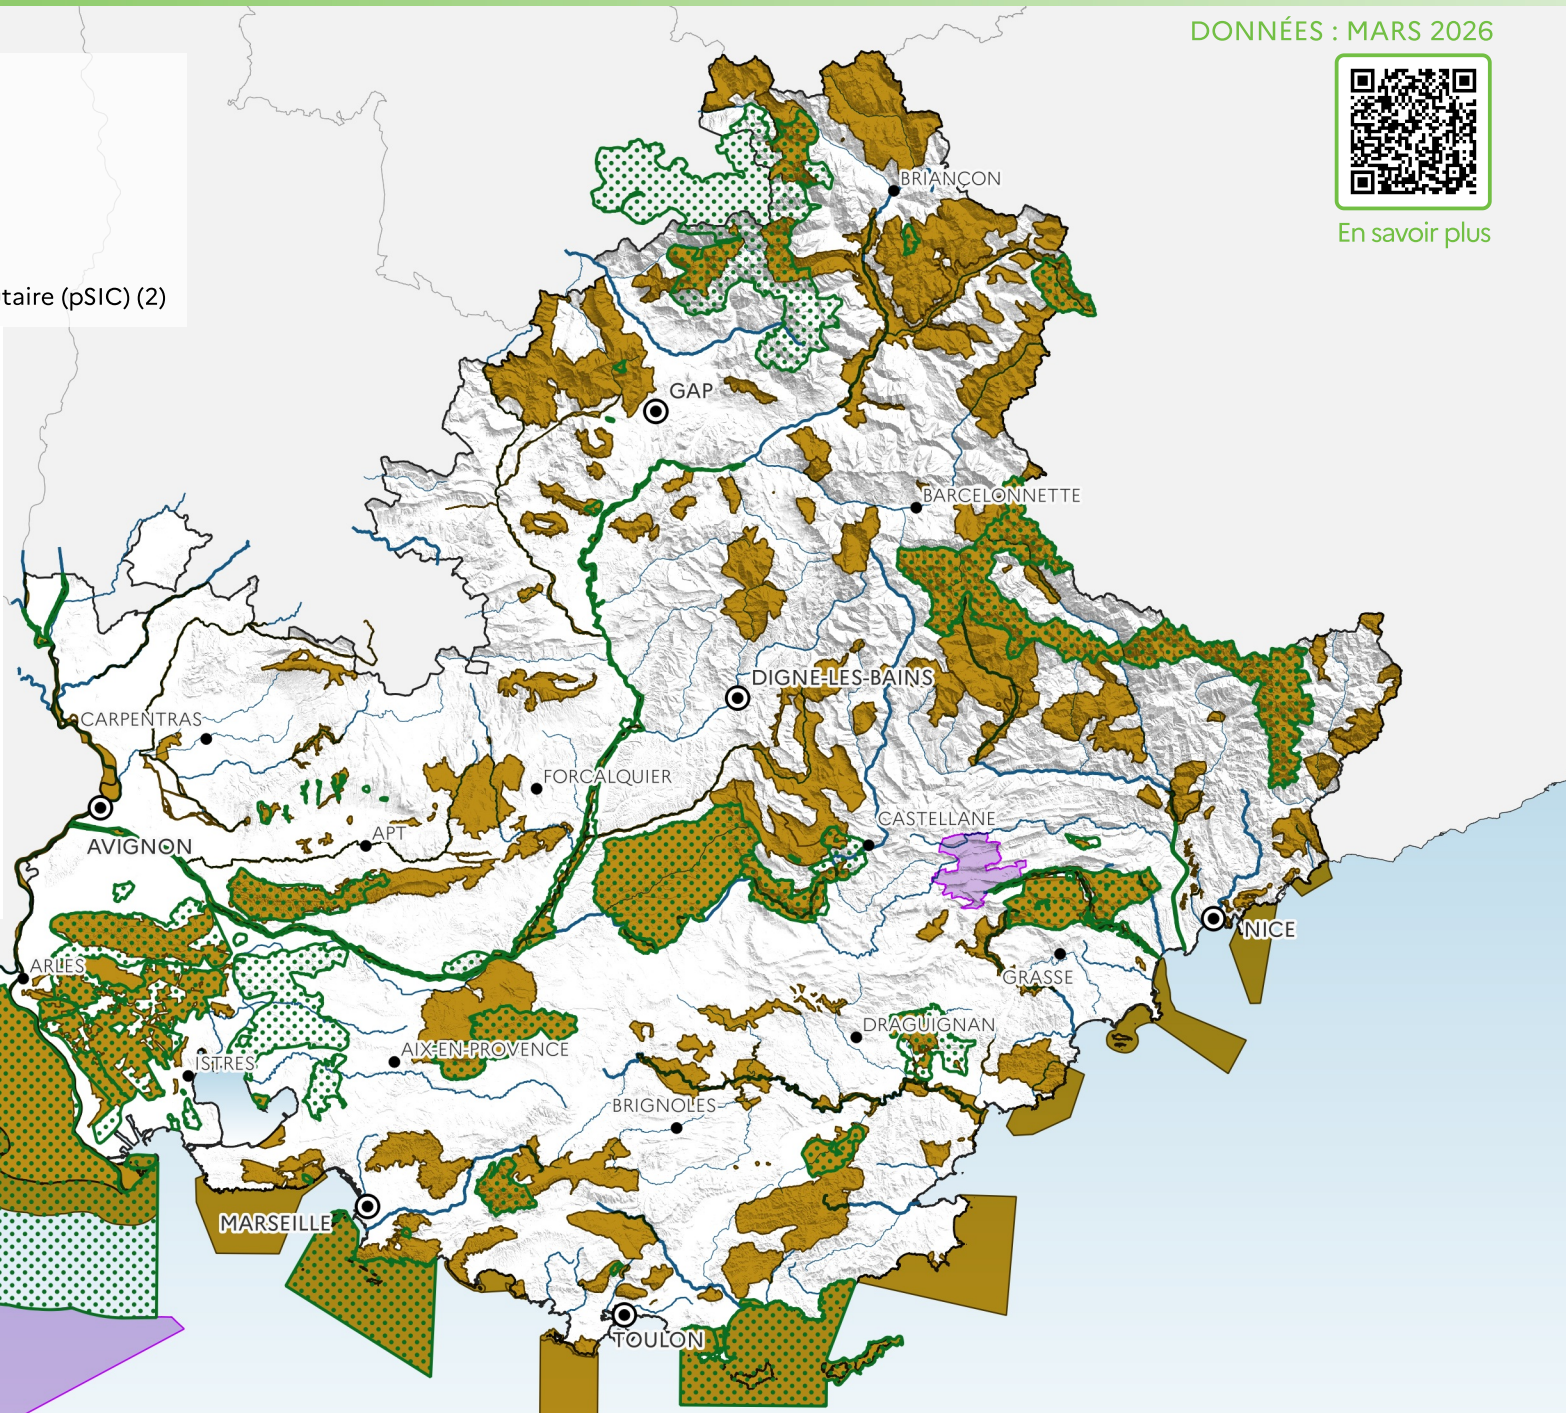 DONNÉES : MARS 2026
En savoir plus
taire (pSIC) (2)
BRIANÇON
GAP
BARCELONNETTE
DIGNE-LES-BAINS
CARPENTRAS
FORCALQUIER
APT
AVIGNON
CASTELLANE
NICE
ARLES
GRASSE
DRAGUIGNAN
ISTRES
AIX-EN-PROVENCE
BRIGNOLES
MARSEILLE
TOULON